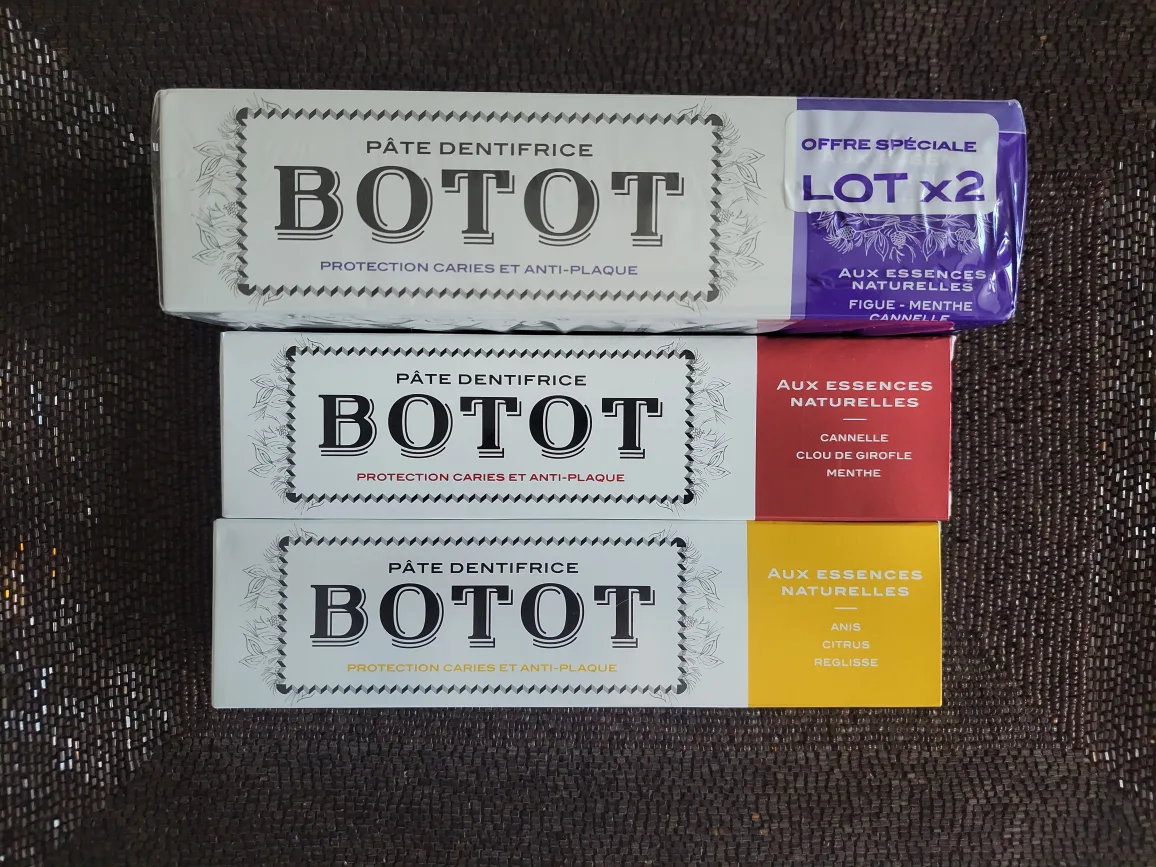 PÂTE DENTIFRICE
BOTOT
PROTECTION CARIES ET ANTI-PLAQUE
OFFRE SPÉCIALE
LOT x2
AUX ESSENCES
NATURELLES
FIGUE - MENTHE
CANNELLE
PÂTE DENTIFRICE
BOTOT
PROTECTION CARIES ET ANTI-PLAQUE
AUX ESSENCES
NATURELLES
CANNELLE
CLOU DE GIROFLE
MENTHE
PÂTE DENTIFRICE
BOTOT
PROTECTION CARIES ET ANTI-PLAQUE
AUX ESSENCES
NATURELLES
ANIS
CITRUS
REGLISSE